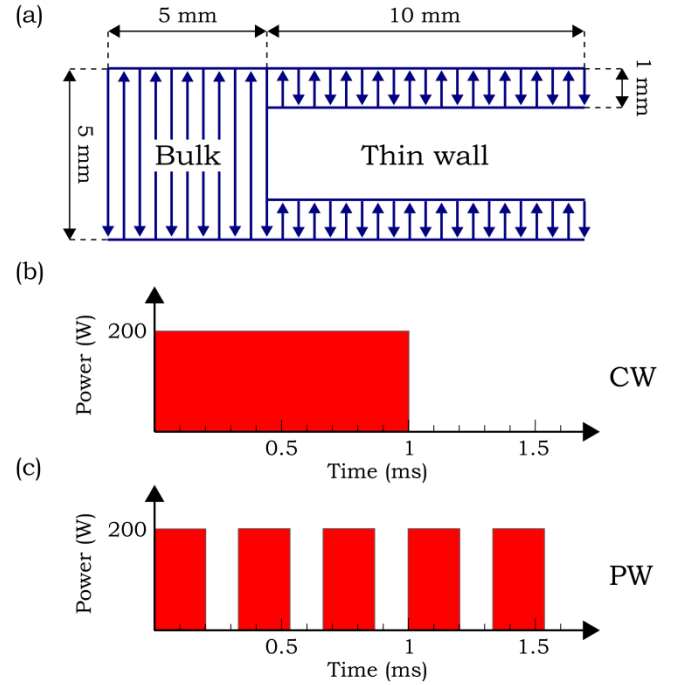 (a)
5 mm
10 mm
5 mm
Bulk
Thin wall
1 mm
(b)
Power (W)
200
CW
0.5
1
1.5
Time (ms)
(c)
Power (W)
200
PW
0.5
1
1.5
Time (ms)